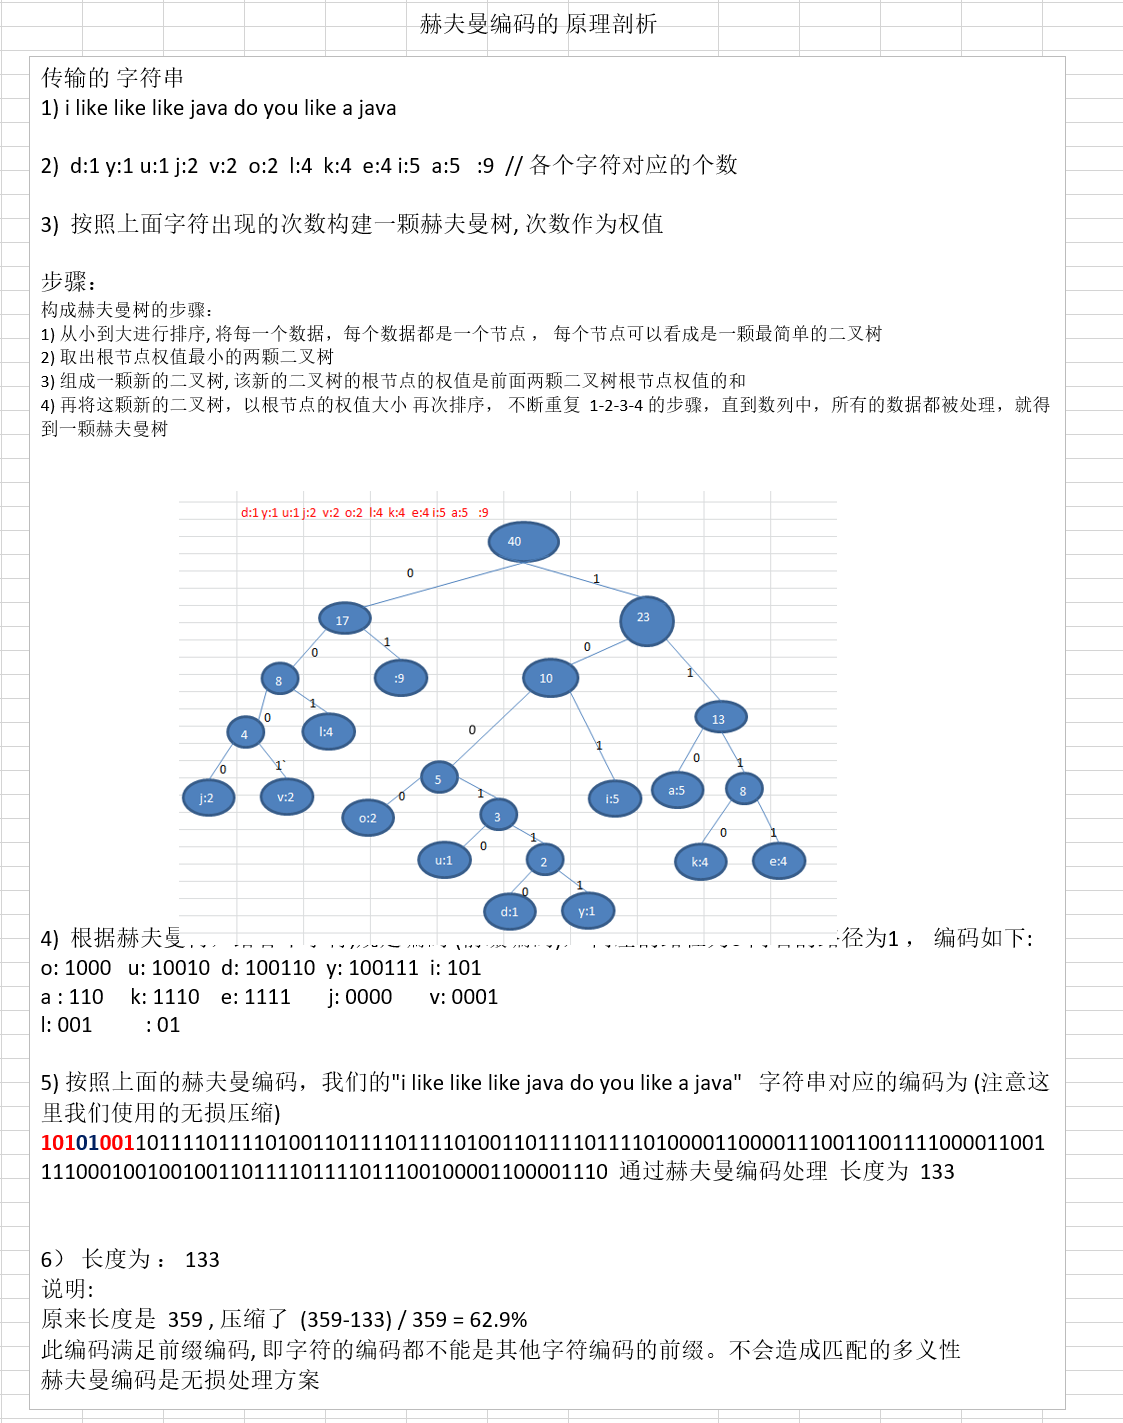 赫夫曼编码的 原理剖析
传输的 字符串
1) i like like like java do you like a java
2)  d:1 y:1 u:1 j:2  v:2  o:2  l:4  k:4  e:4 i:5  a:5   :9  // 各个字符对应的个数
3)  按照上面字符出现的次数构建一颗赫夫曼树, 次数作为权值
步骤：
构成赫夫曼树的步骤：
1) 从小到大进行排序, 将每一个数据，每个数据都是一个节点 ， 每个节点可以看成是一颗最简单的二叉树
2) 取出根节点权值最小的两颗二叉树
3) 组成一颗新的二叉树, 该新的二叉树的根节点的权值是前面两颗二叉树根节点权值的和
4) 再将这颗新的二叉树，以根节点的权值大小 再次排序， 不断重复  1-2-3-4 的步骤，直到数列中，所有的数据都被处理，就得
到一颗赫夫曼树
d:1 y:1 u:1 j:2  v:2  o:2  l:4  k:4  e:4 i:5  a:5   :9
40
0
1
17
23
0
1
0
1
8
:9
10
13
0
1
0
1
0
1
4
l:4
5
i:5
a:5
8
0
1`
0
1
0
1
j:2
v:2
o:2
3
k:4
e:4
0
1
u:1
2
0
1
d:1
y:1
4)  根据赫夫曼 径为1 ， 编码如下:
o: 1000   u: 10010  d: 100110  y: 100111  i: 101
a : 110     k: 1110    e: 1111       j: 0000       v: 0001
l: 001          : 01
5) 按照上面的赫夫曼编码，我们的"i like like like java do you like a java"   字符串对应的编码为 (注意这
里我们使用的无损压缩)
1010100110111101111010011011110111101001101111011110100001100001110011001111000011001
111000100100100110111101111011100100001100001110  通过赫夫曼编码处理  长度为  133
6）  长度为 ：  133
说明:
原来长度是  359 , 压缩了  (359-133) / 359 = 62.9%
此编码满足前缀编码, 即字符的编码都不能是其他字符编码的前缀。不会造成匹配的多义性
赫夫曼编码是无损处理方案